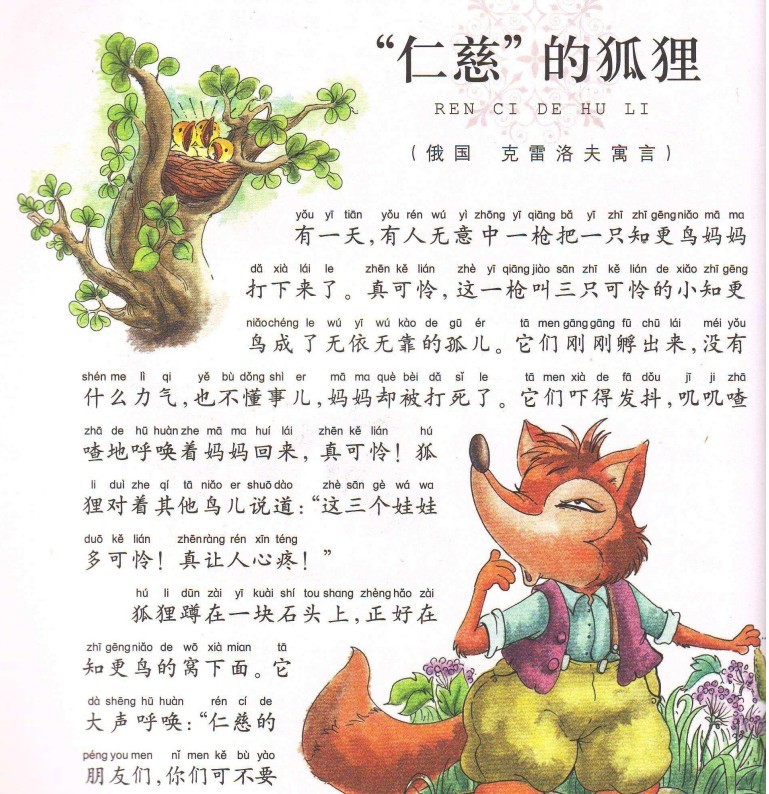 “仁慈”的狐狸
REN CI DE HU LI
（俄国 克雷洛夫寓言）
yǒu yī tiān yǒu rén wú yì zhōng yī qiāng bǎ yī zhī zhī gēng niǎo mā ma
有一天，有人无意中一枪把一只知更鸟妈妈
dǎ xià lái le zhēn kě lián zhè yī qiāng jiào sān zhī kě lián de xiǎo zhī gēng
打下来了。真可怜，这一枪叫三只可怜的小知更
niǎo chéng le wú yī wú kào de gū ér tā men gāng gāng fū chū lái méi yǒu
鸟成了无依无靠的孤儿。它们刚刚孵出来，没有
shén me lì qi yě bù dǒng shì er mā ma què bèi dǎ sǐ le tā men xià de fā dǒu jī ji zhā
什么力气，也不懂事儿，妈妈却被打死了。它们吓得发抖，叽叽喳
zhā de hū huàn zhe mā ma huí lái zhēn kě lián hú
喳地呼唤着妈妈回来，真可怜！狐
li duì zhe qí tā niǎo er shuō dào zhè sān gè wá wa
狸对着其他鸟儿说道：“这三个娃娃
duō kě lián zhēn ràng rén xīn téng
多可怜！真让人心疼！”
hú li dūn zài yī kuài shí tou shang zhèng hǎo zài
狐狸蹲在一块石头上，正好在
zhī gēng niǎo de wō xià mian tā
知更鸟的窝下面。它
dà shēng hū huàn rén cí de
大声呼唤：“仁慈的
péng you men nǐ men kě bù yào
朋友们，你们可不要